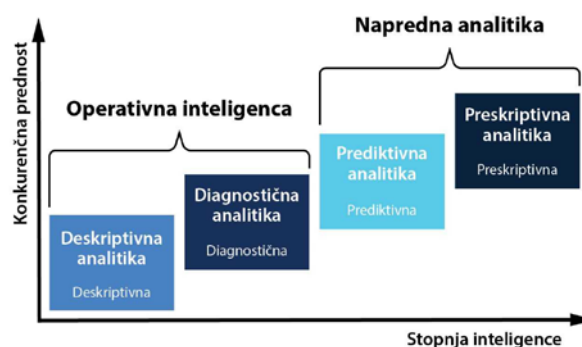 Napredna analitika
Operativna inteligenca
Konkurenčna prednost
Deskriptivna
analitika
Deskriptivna
Diagnostična
analitika
Diagnostična
Prediktivna
analitika
Prediktivna
Preskriptivna
analitika
Preskriptivna
Stopnja inteligence